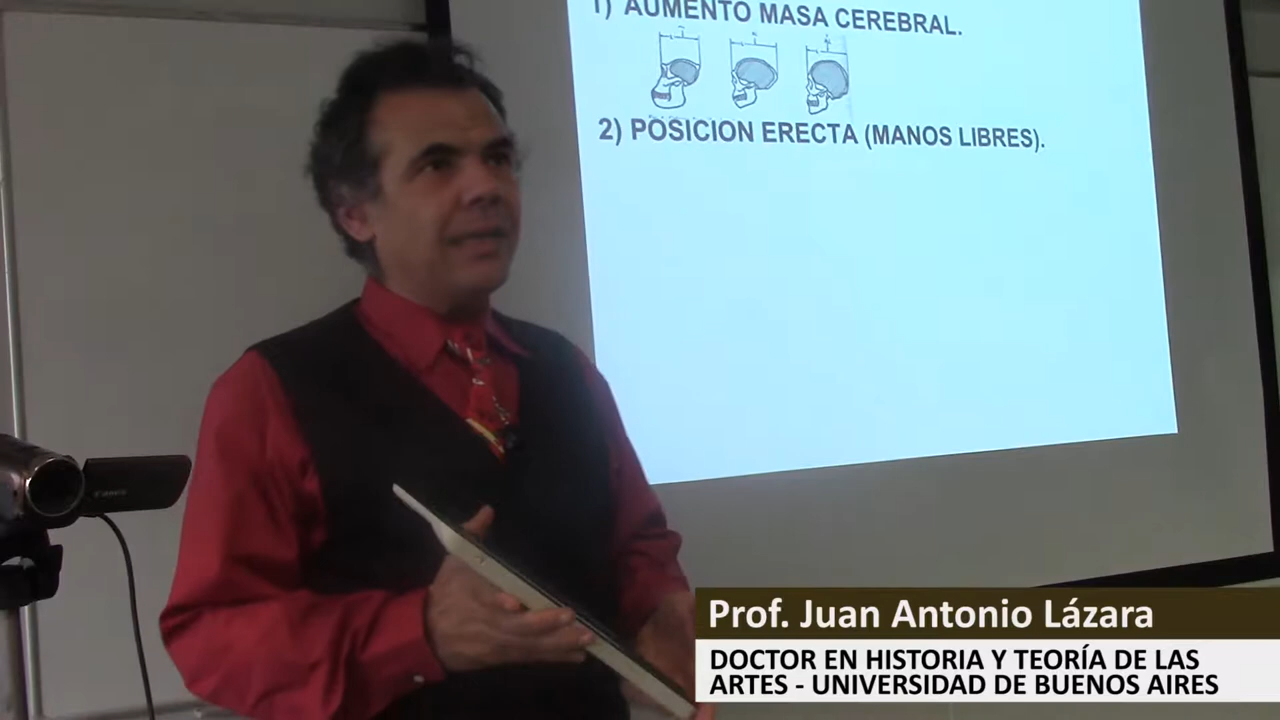 1) AUMENTO MASA CEREBRAL.
2) POSICION ERECTA (MANOS LIBRES).
Canon
Prof. Juan Antonio Lázara
DOCTOR EN HISTORIA Y TEORÍA DE LAS
ARTES - UNIVERSIDAD DE BUENOS AIRES